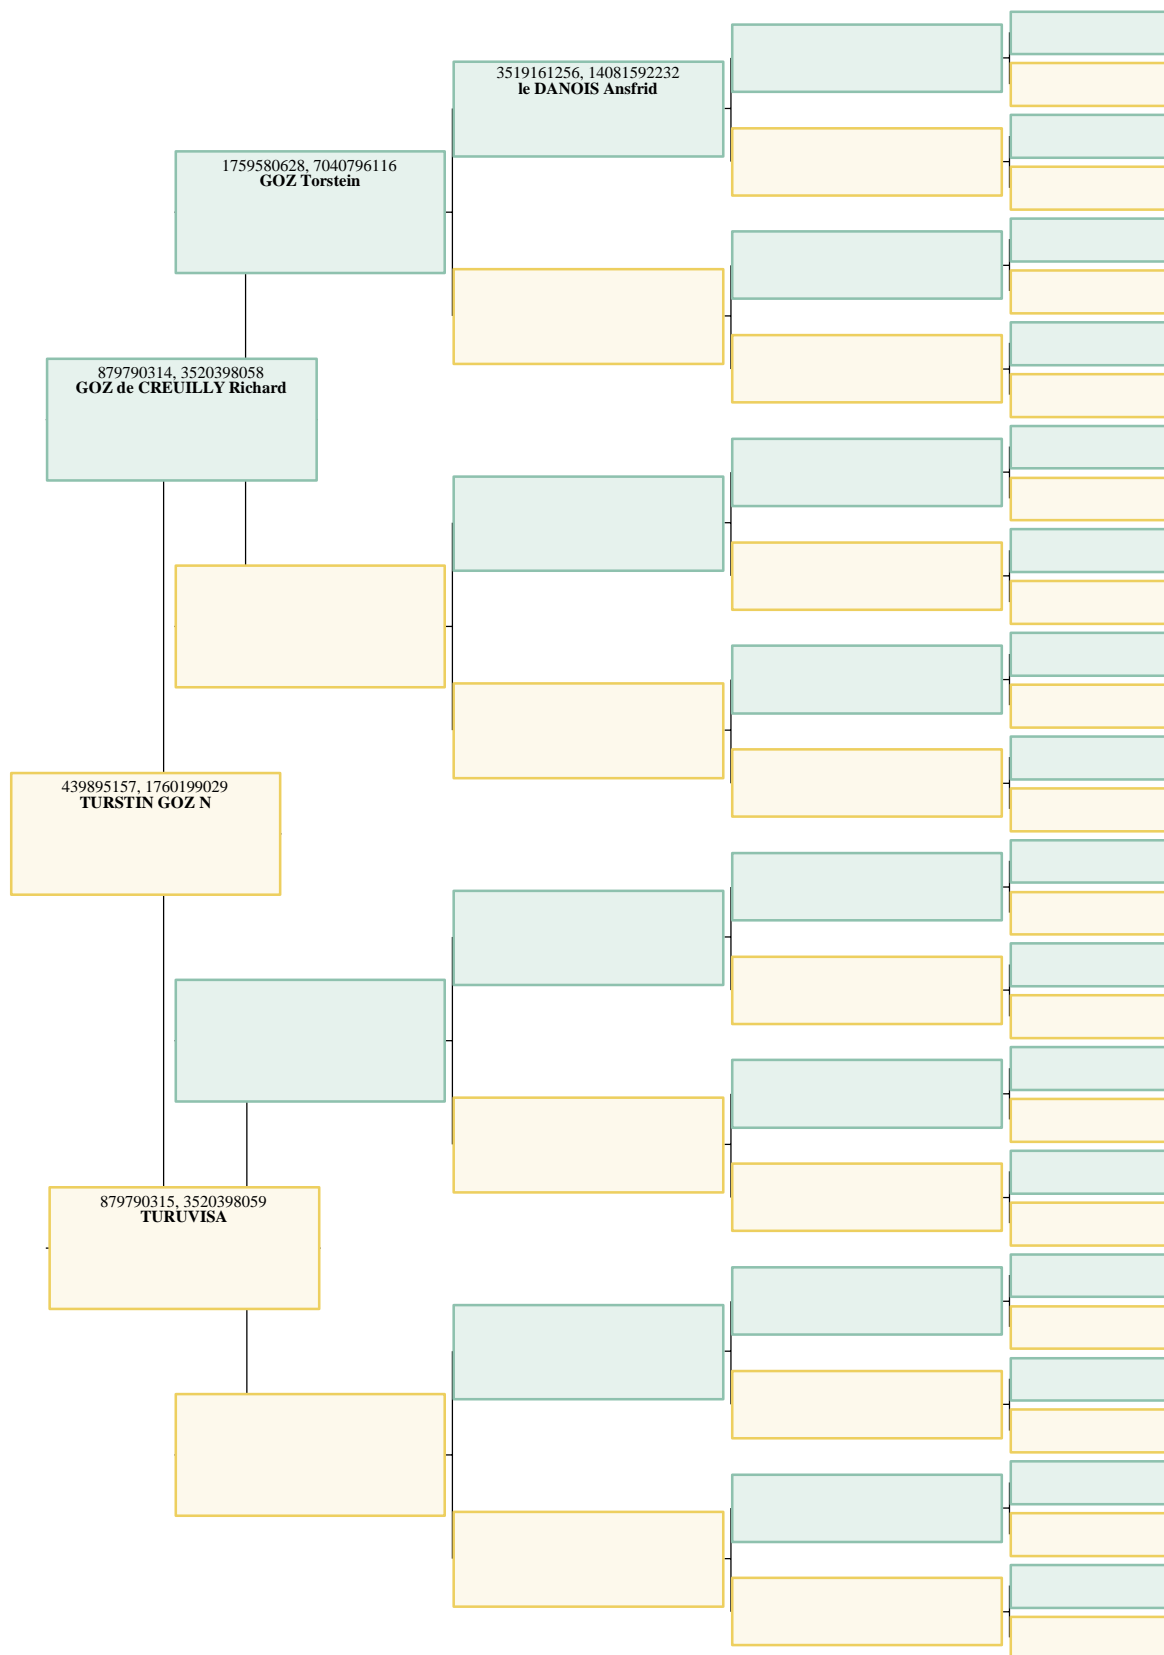 3519161256, 14081592232
le DANOIS Ansfrid
1759580628, 7040796116
GOZ Torstein
879790314, 3520398058
GOZ de CREUILLY Richard
439895157, 1760199029
TURSTIN GOZ N
879790315, 3520398059
TURUVISA